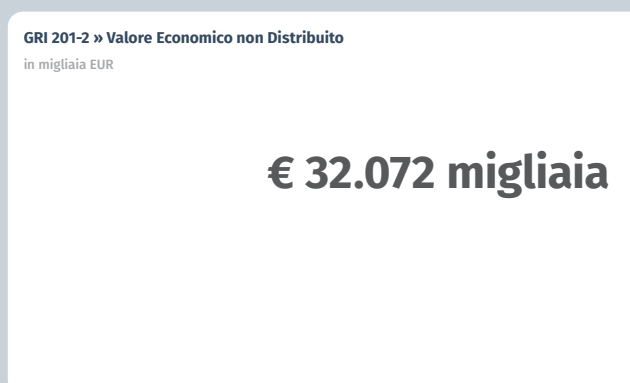 GRI 201-2 » Valore Economico non Distribuito
in migliaia EUR
€ 32.072 migliaia